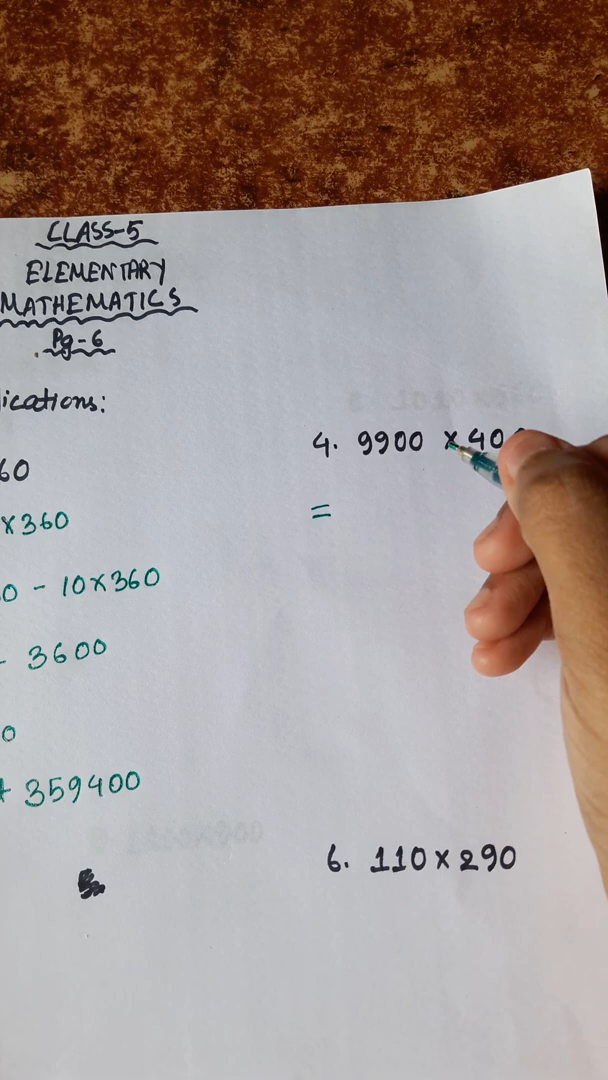 CLASS-5
ELEMENTARY
MATHEMATICS
Pg-6
ications:
60
x360
0 - 10x360
- 3600
0
359400
4. 9900 x 40
=
6. 110 x 290